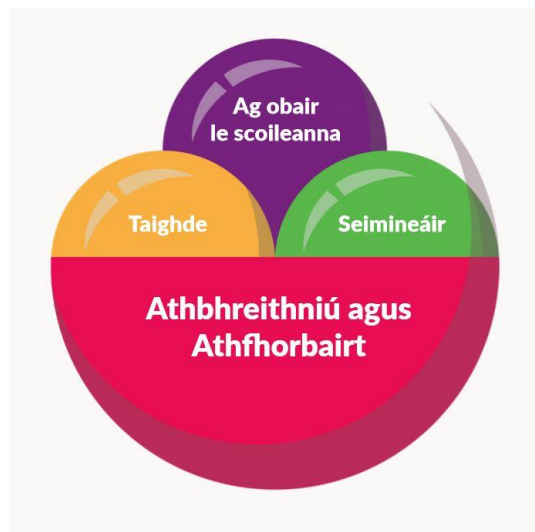 Ag obair
le scoileanna
Taighde
Seimineáir
Athbhreithniú agus
Athfhorbairt